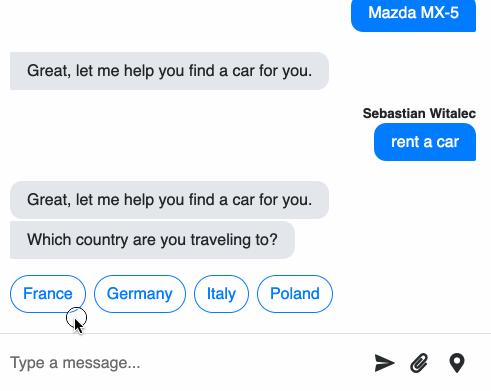 Mazda MX-5
Great, let me help you find a car for you.
Sebastian Witalec
rent a car
Great, let me help you find a car for you.
Which country are you traveling to?
France Germany Italy Poland
Type a message...